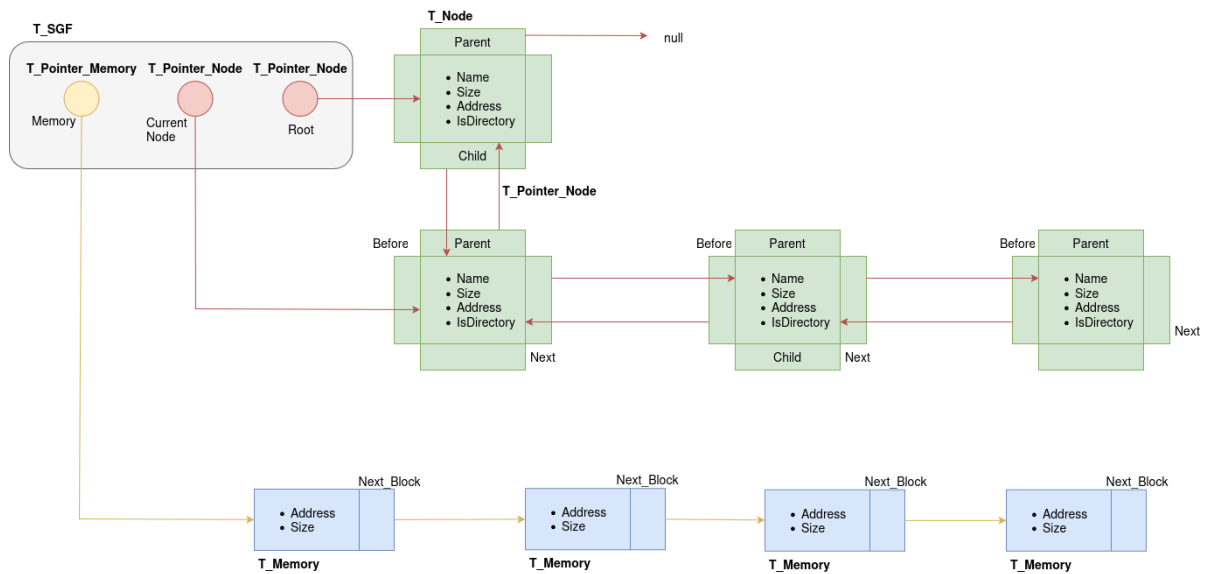 T_SGF
T_Pointer_Memory
T_Pointer_Node
T_Pointer_Node
Memory
Current
Node
Root
T_Node
Parent
null
• Name
• Size
• Address
• IsDirectory
Child
T_Pointer_Node
Before
Parent
• Name
• Size
• Address
• IsDirectory
Next
Before
Parent
• Name
• Size
• Address
• IsDirectory
Child
Next
Before
Parent
• Name
• Size
• Address
• IsDirectory
Next
Next_Block
• Address
• Size
T_Memory
Next_Block
• Address
• Size
T_Memory
Next_Block
• Address
• Size
T_Memory
Next_Block
• Address
• Size
T_Memory